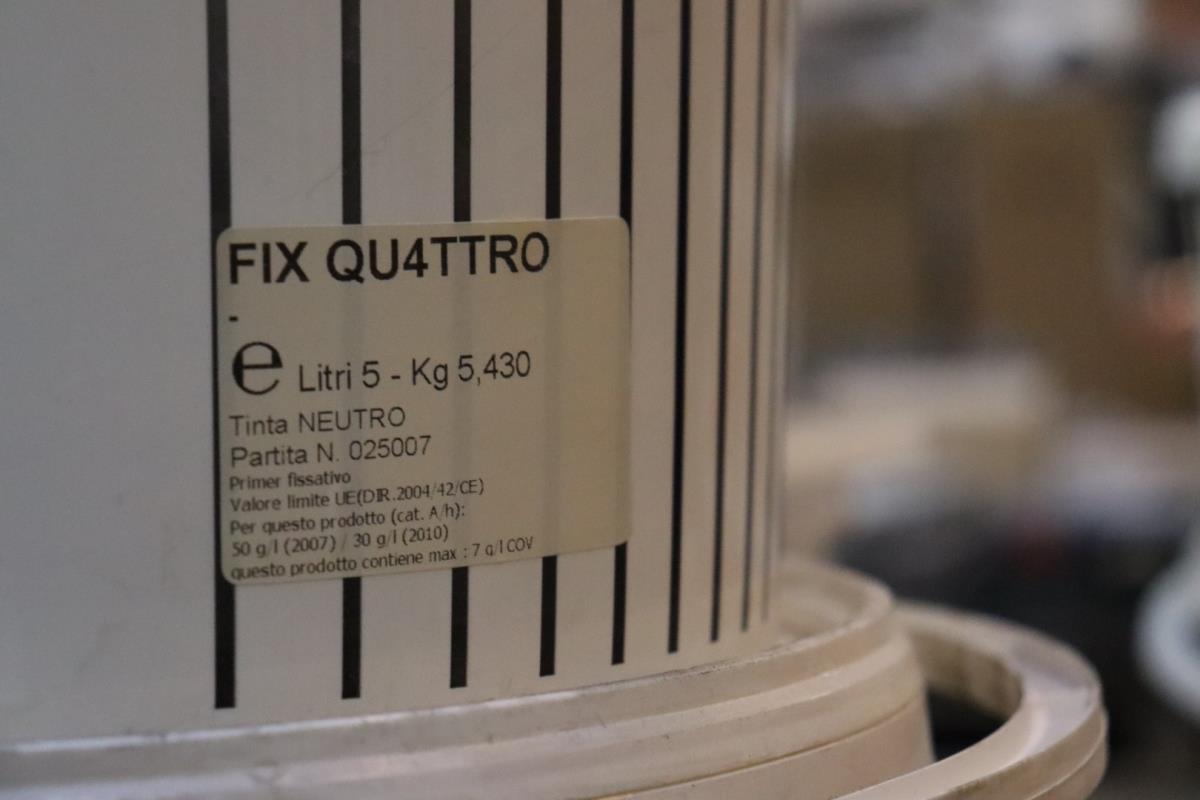 FIX QU4TTRO
-
e Litri 5 - Kg 5,430
Tinta NEUTRO
Partita N. 025007
Primer fissativo
Valore limite UE(DIR.2004/42/CE)
Per questo prodotto (cat. A/h):
50 g/l (2007) / 30 g/l (2010)
questo prodotto contiene max : 7 g/l COV